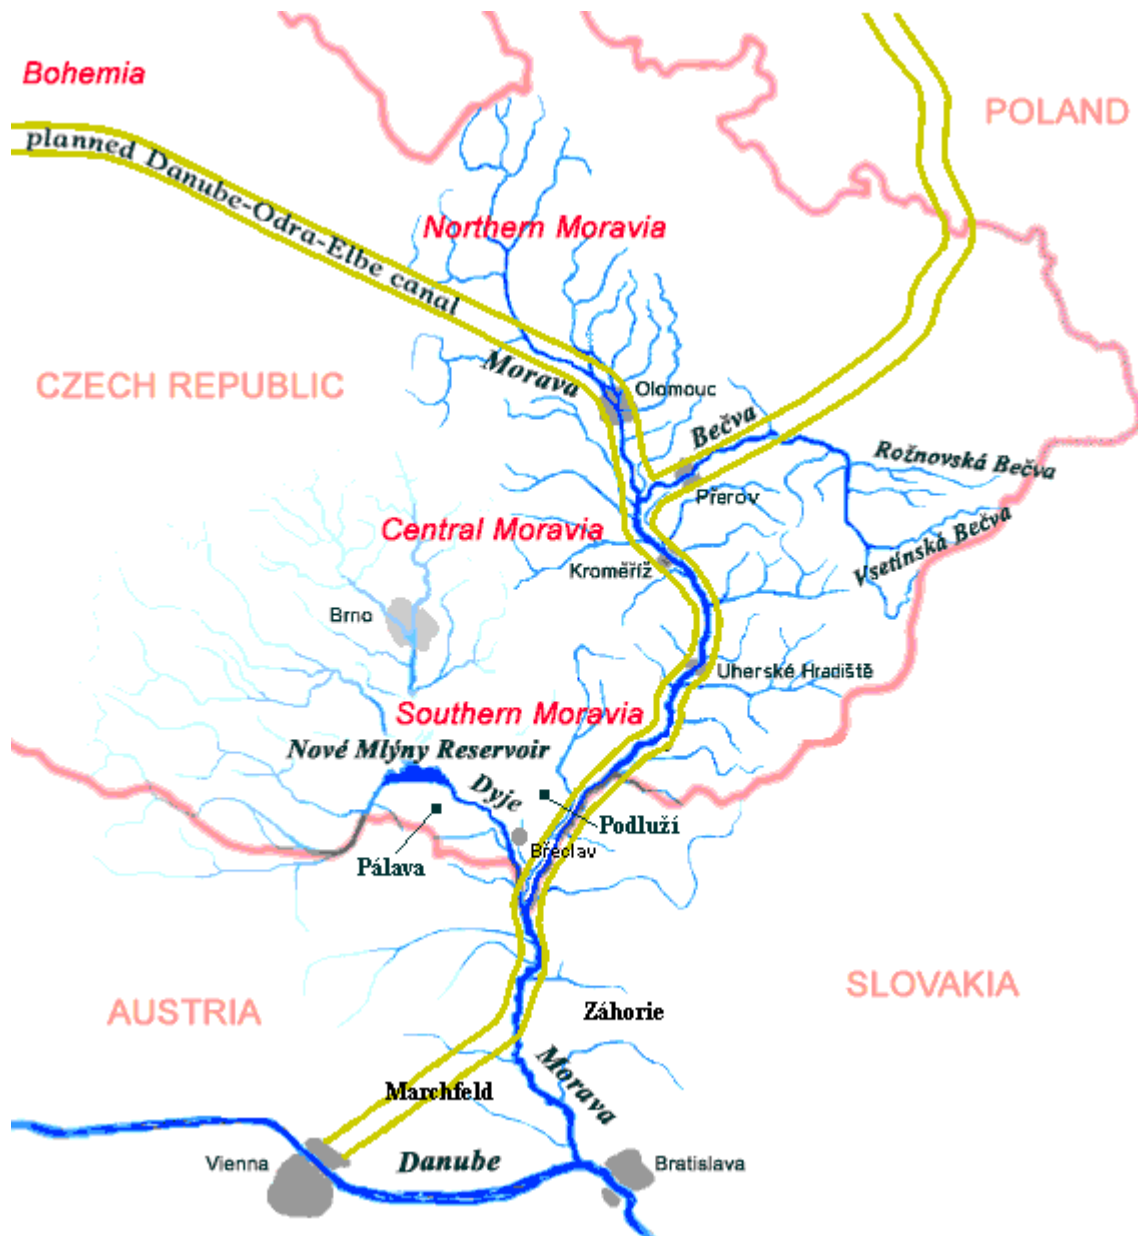 Bohemia
POLAND
planned Danube-Odra-Elbe canal
Northern Moravia
CZECH REPUBLIC
Morava
Olomouc
Bečva
Rožnovská Bečva
Přerov
Central Moravia
Vsetínská Bečva
Kroměříž
Brno
Uherské Hradiště
Southern Moravia
Nové Mlýny Reservoir
Dyje
Podluží
Břeclav
Pálava
SLOVAKIA
AUSTRIA
Záhorie
Morava
Marchfeld
Vienna
Danube
Bratislava